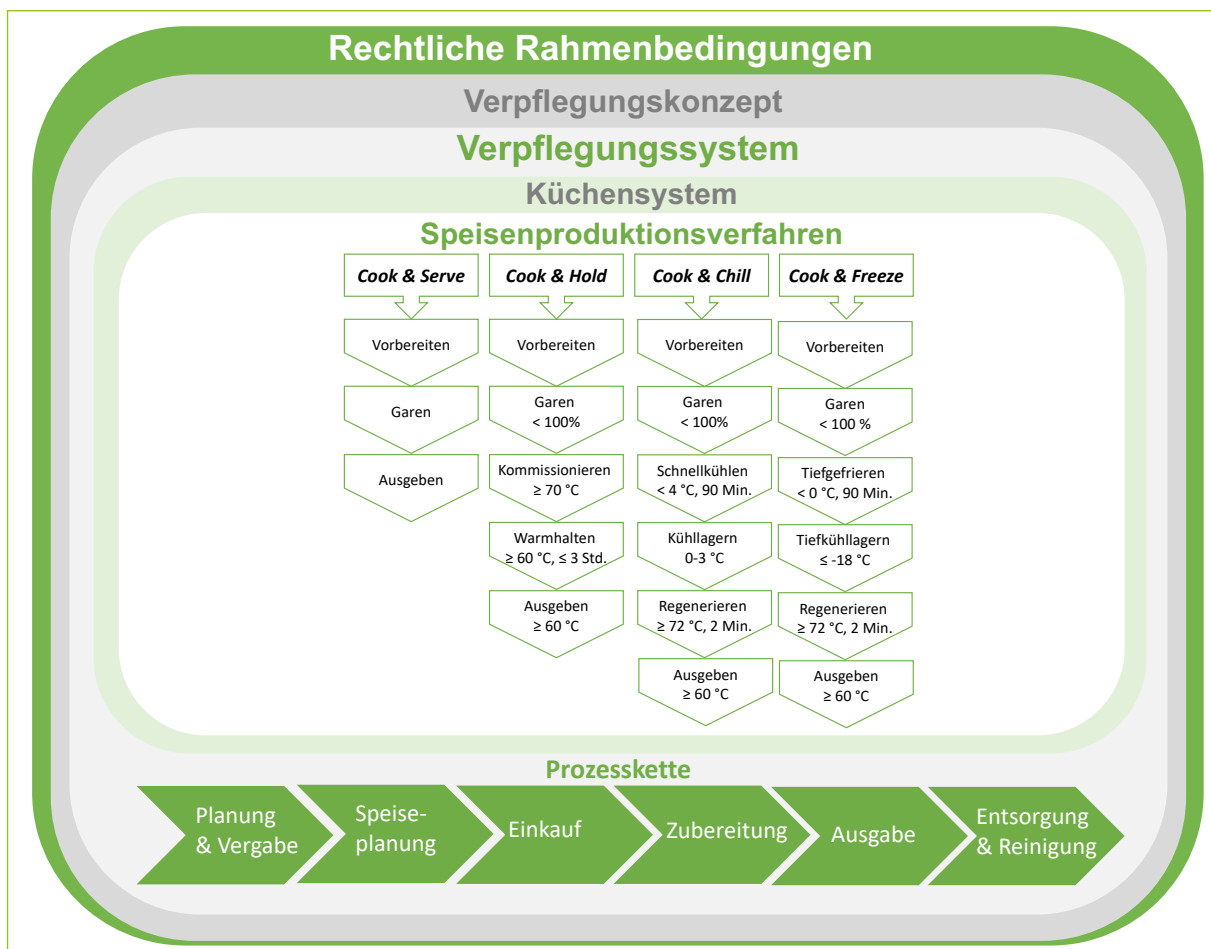 Rechtliche Rahmenbedingungen
Verpflegungskonzept
Verpflegungssystem
Küchensystem
Speisenproduktionsverfahren
Cook & Serve
Vorbereiten
Garen
Ausgeben
Cook & Hold
Vorbereiten
Garen
< 100%
Kommissionieren
≥ 70 °C
Warmhalten
≥ 60 °C, ≤ 3 Std.
Ausgeben
≥ 60 °C
Cook & Chill
Vorbereiten
Garen
< 100%
Schnellkühlen
< 4 °C, 90 Min.
Kühllagern
0-3 °C
Regenerieren
≥ 72 °C, 2 Min.
Ausgeben
≥ 60 °C
Cook & Freeze
Vorbereiten
Garen
< 100 %
Tiefgefrieren
< 0 °C, 90 Min.
Tiefkühllagern
≤ -18 °C
Regenerieren
≥ 72 °C, 2 Min.
Ausgeben
≥ 60 °C
Prozesskette
Planung
& Vergabe
Speise-
planung
Einkauf
Zubereitung
Ausgabe
Entsorgung
& Reinigung